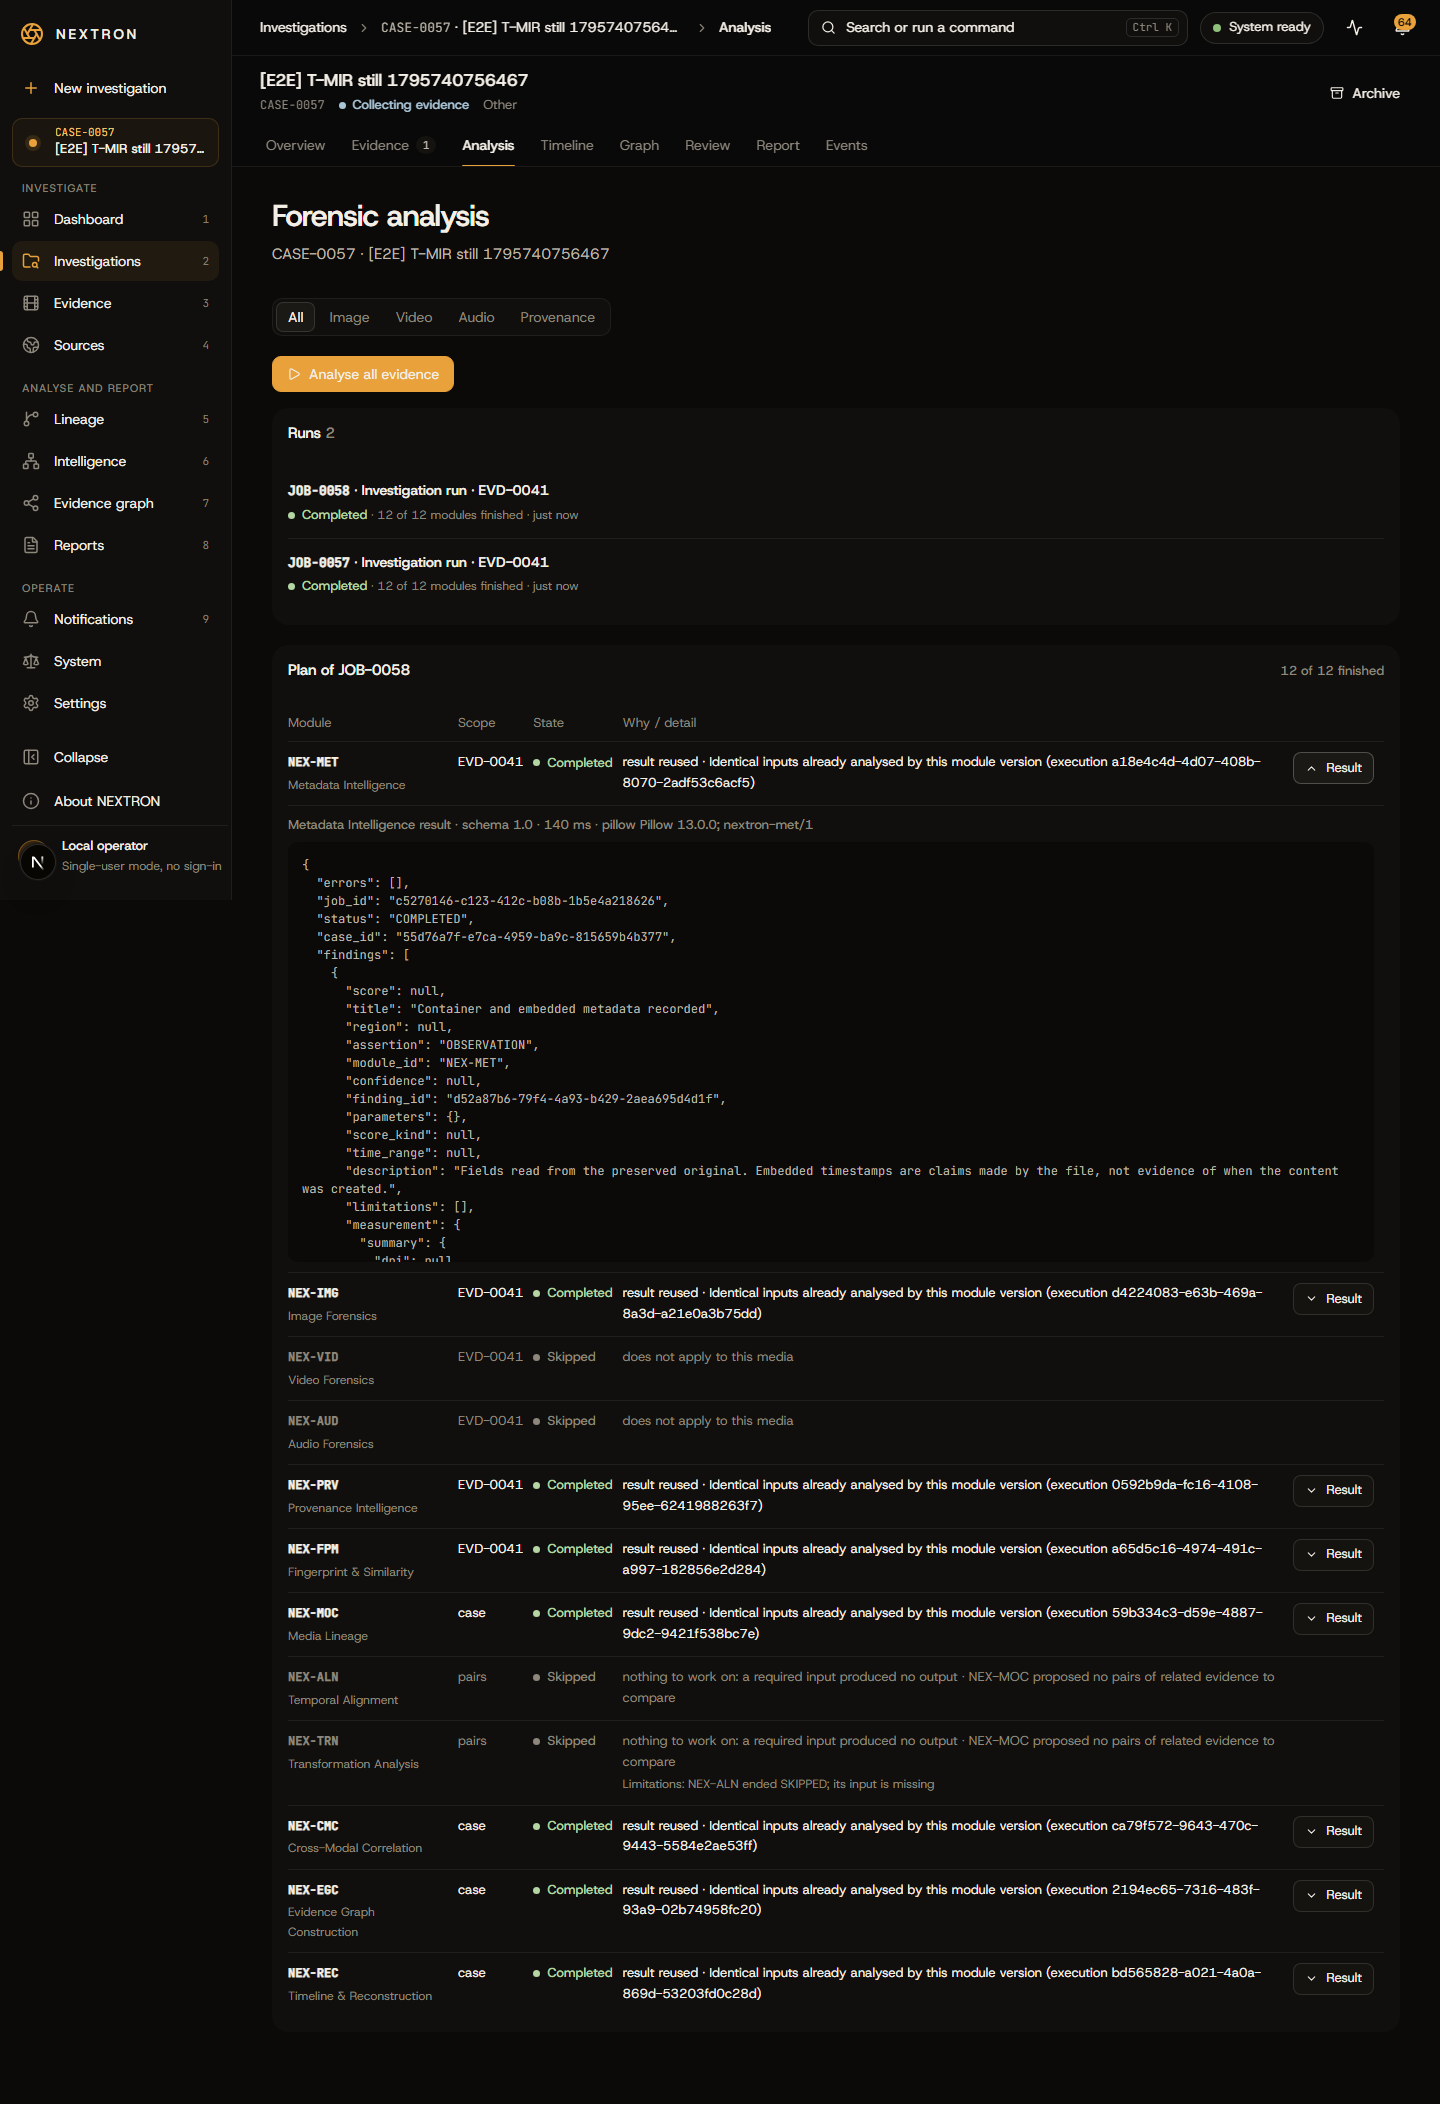 NEXTRON
New investigation
CASE-0057
[E2E] T-MIR still 17957…
INVESTIGATE
Dashboard 1
Investigations 2
Evidence 3
Sources 4
ANALYSE AND REPORT
Lineage 5
Intelligence 6
Evidence graph 7
Reports 8
OPERATE
Notifications 9
System
Settings
Collapse
About NEXTRON
N
Local operator
Single-user mode, no sign-in
Investigations > CASE-0057 · [E2E] T-MIR still 17957407564… > Analysis
Search or run a command Ctrl K
System ready
64
[E2E] T-MIR still 1795740756467
CASE-0057 Collecting evidence Other
Archive
Overview Evidence 1 Analysis Timeline Graph Review Report Events
Forensic analysis
CASE-0057 · [E2E] T-MIR still 1795740756467
All Image Video Audio Provenance
Analyse all evidence
Runs 2
JOB-0058 · Investigation run · EVD-0041
Completed · 12 of 12 modules finished · just now
JOB-0057 · Investigation run · EVD-0041
Completed · 12 of 12 modules finished · just now
Plan of JOB-0058 12 of 12 finished
Module Scope State Why / detail
NEX-MET EVD-0041 Completed result reused · Identical inputs already analysed by this module version (execution a18e4c4d-4d07-408b-
8070-2adf53c6acf5)
Metadata Intelligence
Result
Metadata Intelligence result · schema 1.0 · 140 ms · pillow Pillow 13.0.0; nextron-met/1
{
"errors": [],
"job_id": "c5270146-c123-412c-b08b-1b5e4a218626",
"status": "COMPLETED",
"case_id": "55d76a7f-e7ca-4959-ba9c-815659b4b377",
"findings": [
{
"score": null,
"title": "Container and embedded metadata recorded",
"region": null,
"assertion": "OBSERVATION",
"module_id": "NEX-MET",
"confidence": null,
"finding_id": "d52a87b6-79f4-4a93-b429-2aea695d4d1f",
"parameters": {},
"score_kind": null,
"time_range": null,
"description": "Fields read from the preserved original. Embedded timestamps are claims made by the file, not evidence of when the content
was created.",
"limitations": [],
"measurement": {
"summary": {
"dpi": null
NEX-IMG EVD-0041 Completed result reused · Identical inputs already analysed by this module version (execution d4224083-e63b-469a-
8a3d-a21e0a3b75dd)
Image Forensics
Result
NEX-VID EVD-0041 Skipped does not apply to this media
Video Forensics
NEX-AUD EVD-0041 Skipped does not apply to this media
Audio Forensics
NEX-PRV EVD-0041 Completed result reused · Identical inputs already analysed by this module version (execution 0592b9da-fc16-4108-
95ee-6241988263f7)
Provenance Intelligence
Result
NEX-FPM EVD-0041 Completed result reused · Identical inputs already analysed by this module version (execution a65d5c16-4974-491c-
a997-182856e2d284)
Fingerprint & Similarity
Result
NEX-MOC case Completed result reused · Identical inputs already analysed by this module version (execution 59b334c3-d59e-4887-
9dc2-9421f538bc7e)
Media Lineage
Result
NEX-ALN pairs Skipped nothing to work on: a required input produced no output · NEX-MOC proposed no pairs of related evidence to
compare
Temporal Alignment
NEX-TRN pairs Skipped nothing to work on: a required input produced no output · NEX-MOC proposed no pairs of related evidence to
compare
Transformation Analysis
Limitations: NEX-ALN ended SKIPPED; its input is missing
NEX-CMC case Completed result reused · Identical inputs already analysed by this module version (execution ca79f572-9643-470c-
9443-5584e2ae53ff)
Cross-Modal Correlation
Result
NEX-EGC case Completed result reused · Identical inputs already analysed by this module version (execution 2194ec65-7316-483f-
93a9-02b74958fc20)
Evidence Graph
Construction
Result
NEX-REC case Completed result reused · Identical inputs already analysed by this module version (execution bd565828-a021-4a0a-
869d-53203fd0c28d)
Timeline & Reconstruction
Result